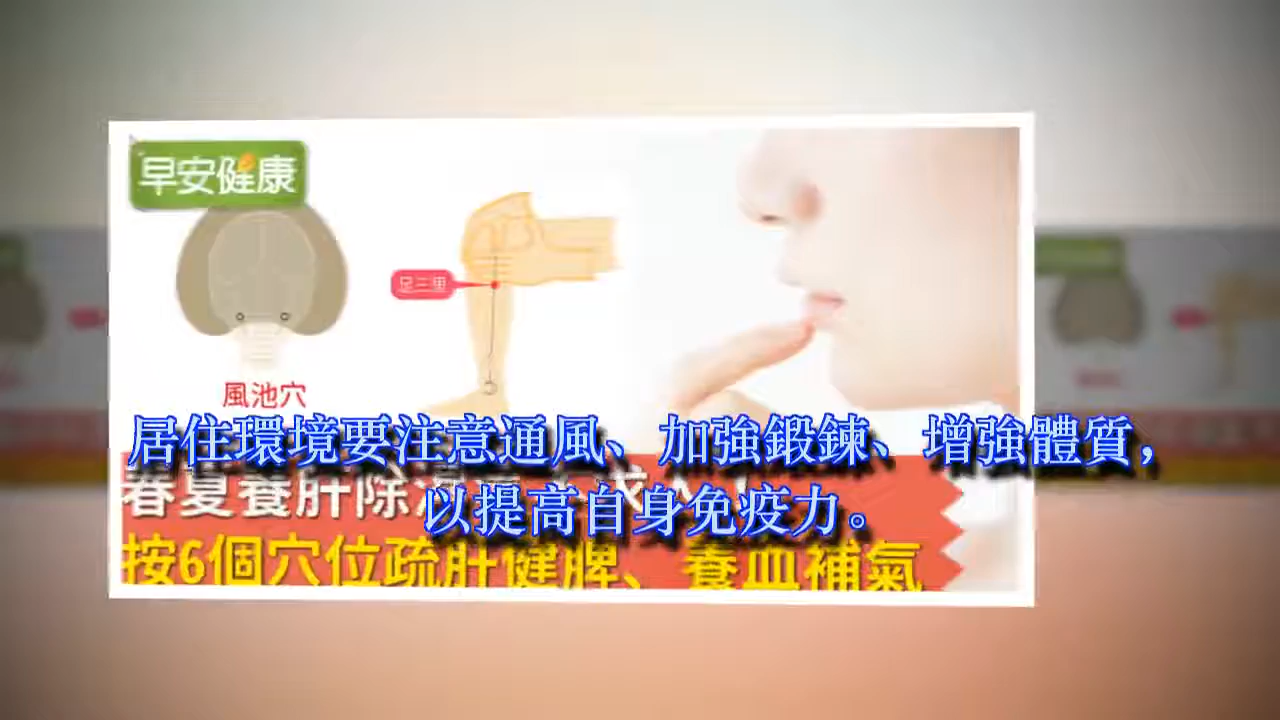 早安健康
足三里
風池穴
居住環境要注意通風、加強鍛鍊、增強體質，
春夏養肝除濕
以提高自身免疫力。
按6個穴位疏肝健脾、養血補氣